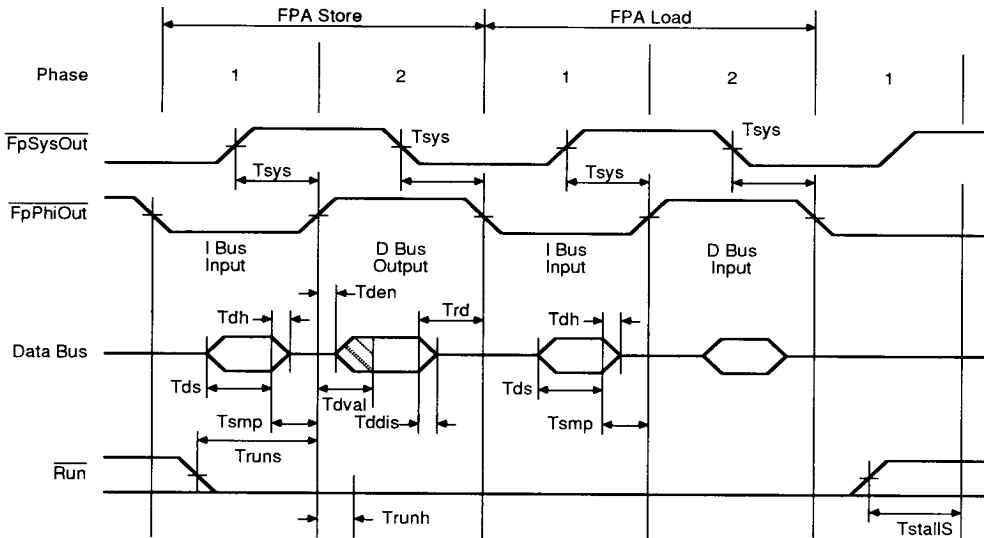 FPA Store FPA Load
Phase 1 2 1 2 1
FpSysOut Tsys Tsys
Tsys Tsys
FpPhiOut
I Bus Input D Bus Output I Bus Input D Bus Input
Tden
Tdh Trd Tdh
Data Bus
Tds Tdval Tds
Tsmp Tddis Tsmp
Truns
Run
Trunh TstallS